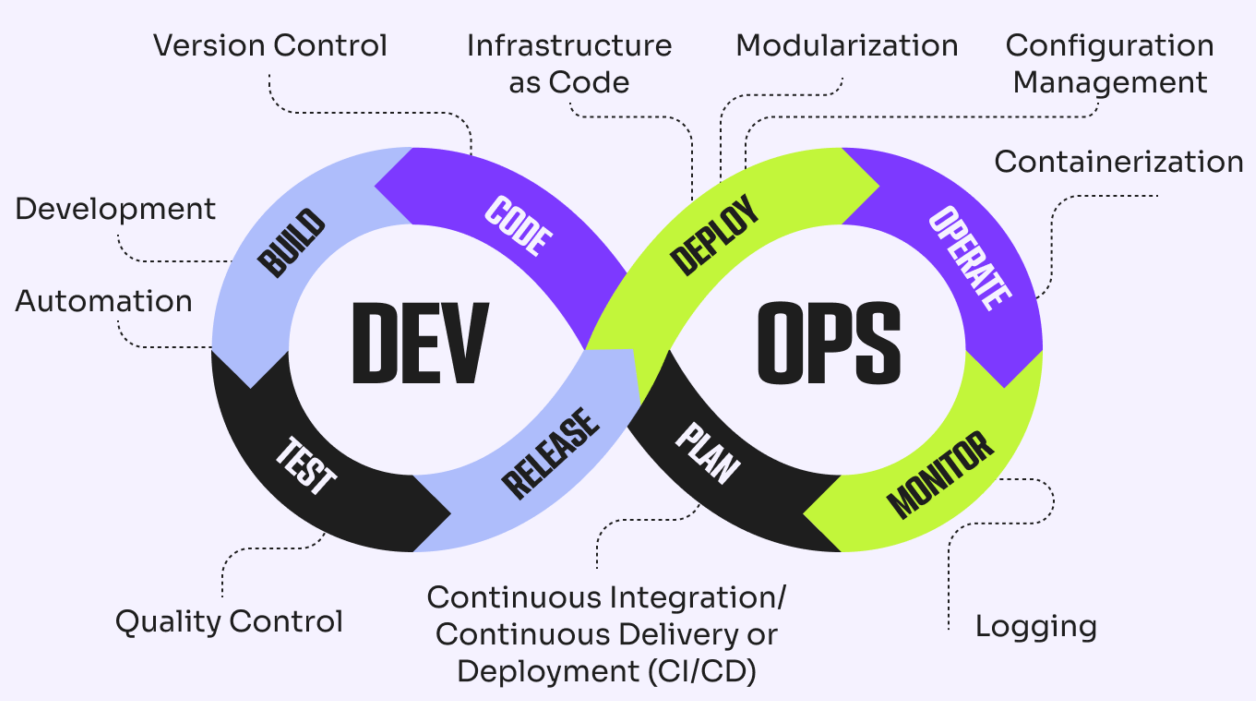 Version Control
Infrastructure
as Code
Modularization
Configuration
Management
Containerization
Development
Automation
BUILD
CODE
DEPLOY
OPERATE
DEV
OPS
TEST
RELEASE
PLAN
MONITOR
Quality Control
Continuous Integration/
Continuous Delivery or
Deployment (CI/CD)
Logging